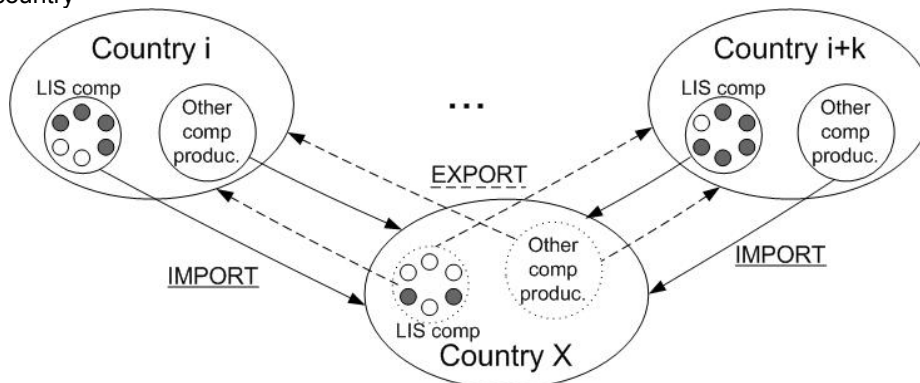 country
Country i
LIS comp
Other
comp
produc.
...
Country i+k
LIS comp
Other
comp
produc.
EXPORT
IMPORT
IMPORT
Other
comp
produc.
LIS comp
Country X